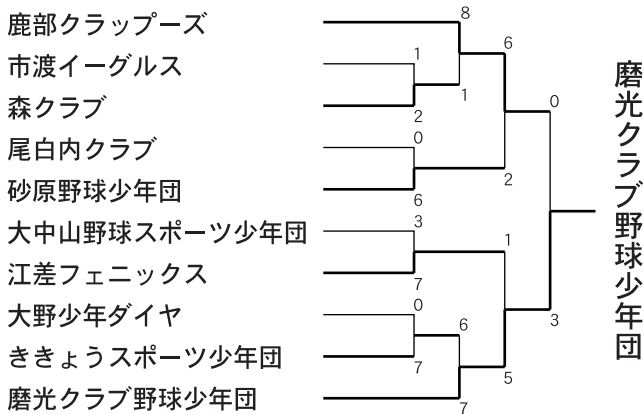 鹿部クラップーズ
市渡イーグルス
森クラブ
尾白内クラブ
砂原野球少年団
大中山野球スポーツ少年団
江差フェニックス
大野少年ダイヤ
ききょうスポーツ少年団
磨光クラブ野球少年団
8
1
2
1
0
6
6
2
3
7
0
7
6
7
1
5
0
3
磨光クラブ野球少年団